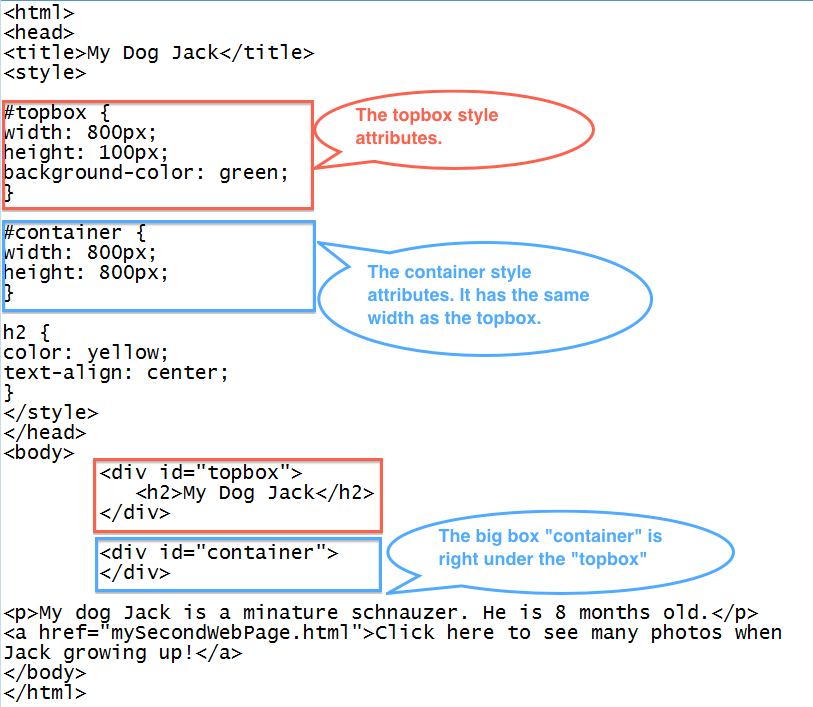 <html>
<head>
<title>My Dog Jack</title>
<style>
#topbox {
width: 800px;
height: 100px;
background-color: green;
}
The topbox style
attributes.
#container {
width: 800px;
height: 800px;
}
The container style
attributes. It has the same
width as the topbox.
h2 {
color: yellow;
text-align: center;
}
</style>
</head>
<body>
<div id="topbox">
<h2>My Dog Jack</h2>
</div>
<div id="container">
</div>
The big box "container" is
right under the "topbox"
<p>My dog Jack is a minature schnauzer. He is 8 months old.</p>
<a href="mySecondWebPage.html">Click here to see many photos when
Jack growing up!</a>
</body>
</html>